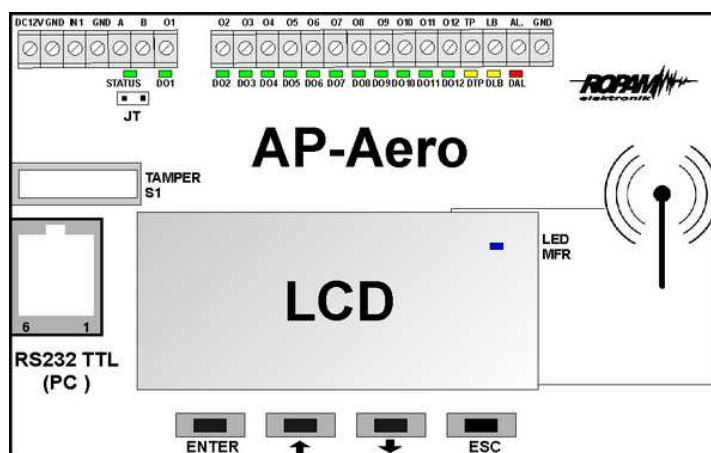 DC12V GND IN1 GND A B O1 O2 O3 O4 O5 O6 O7 O8 O9 O10 O11 O12 TP LB AL. GND
STATUS DO1 DO2 DO3 DO4 DO5 DO6 DO7 DO8 DO9 DO10 DO11 DO12 DTP DLB DAL
JT
ROPAM
elektronik
AP-Aero
TAMPER
S1
LED
MFR
LCD
6 1
RS232 TTL
(PC )
ENTER ESC